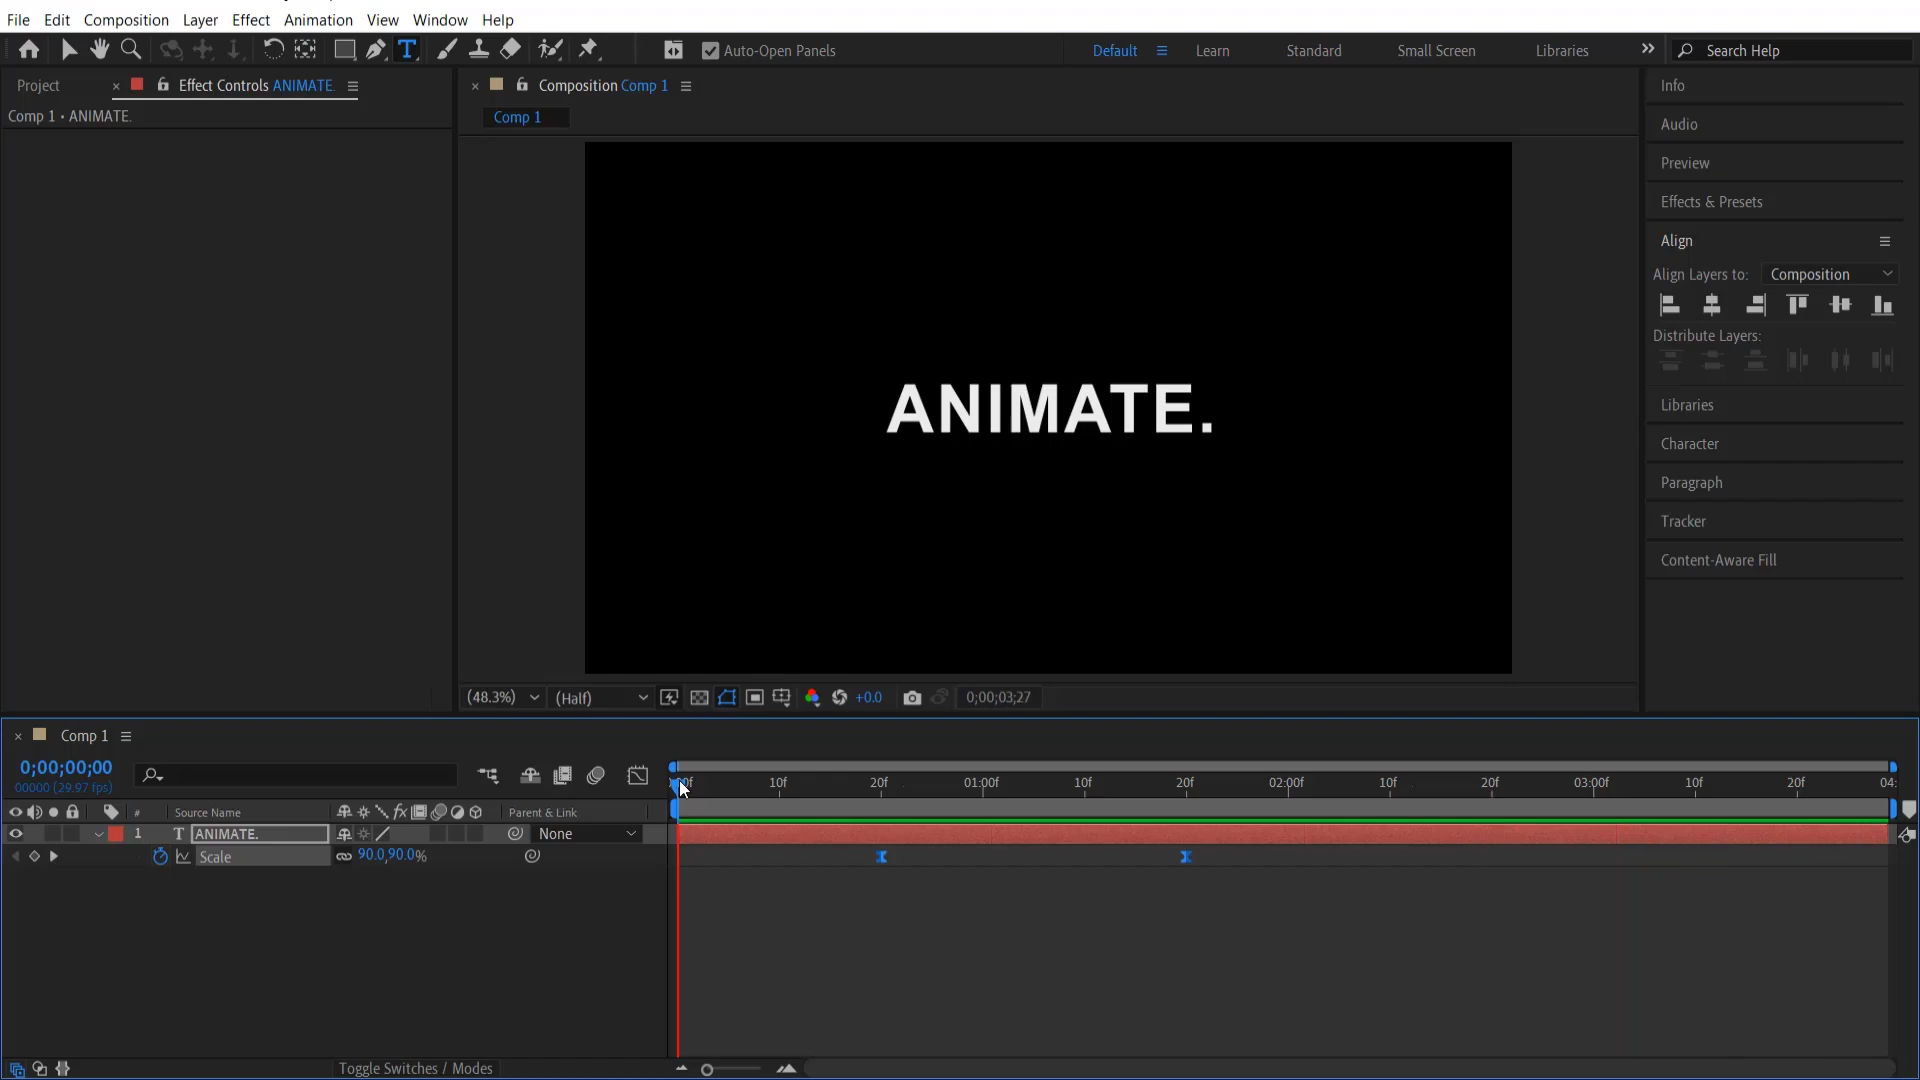 File Edit Composition Layer Effect Animation View Window Help
Auto-Open Panels Default Learn Standard Small Screen Libraries Search Help
Project Effect Controls ANIMATE. Composition Comp 1 Info
Comp 1 • ANIMATE. Comp 1
Audio
Preview
Effects & Presets
Align
Align Layers to: Composition
Distribute Layers:
ANIMATE.
Libraries
Character
Paragraph
Tracker
Content-Aware Fill
(48.3%) (Half) +0.0 0;00;03;27
Comp 1
0;00;00;00
00000 (29.97 fps)
10f 20f 01:00f 10f 20f 02:00f 10f 20f 03:00f 10f 20f 04:
# Source Name fx Parent & Link
1 T ANIMATE. None
Scale 90.0,90.0%
Toggle Switches / Modes